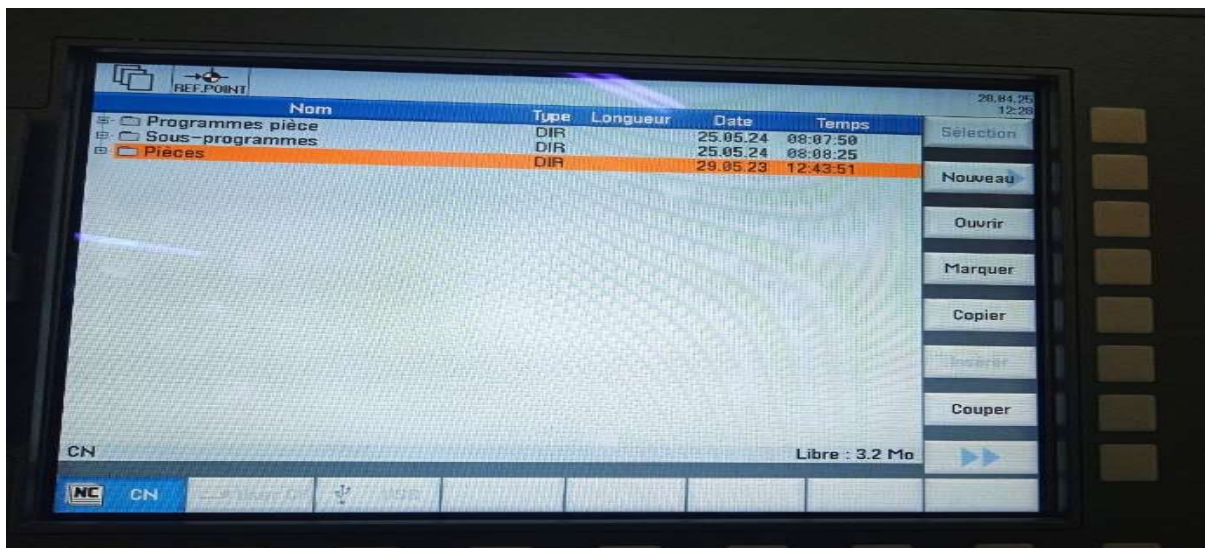 REF.POINT
28.04.25
12:28
Nom Type Longueur Date Temps
Programmes pièce DIR 25.05.24 08:07:50
Sous-programmes DIR 25.05.24 08:08:25
Pièces DIR 29.05.23 12:43:51
Sélection
Nouveau
Ouvrir
Marquer
Copier
Insérer
Couper
CN Libre : 3.2 Mo
NC CN USB